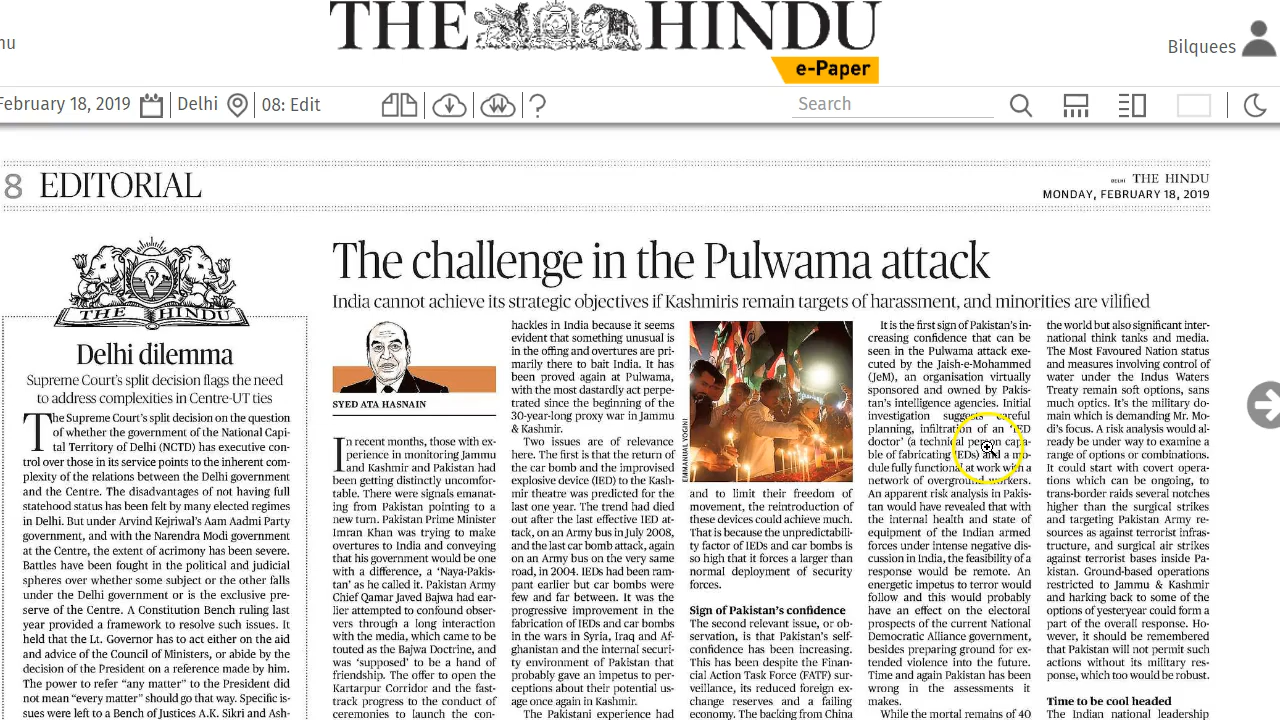 THE HINDU
e-Paper
nu
Bilquees
February 18, 2019
Delhi
08: Edit
Search
8 EDITORIAL
DELHI THE HINDU
MONDAY, FEBRUARY 18, 2019
THE HINDU
Delhi dilemma
Supreme Court's split decision flags the need
to address complexities in Centre-UT ties
The Supreme Court's split decision on the question
of whether the government of the National Capi-
tal Territory of Delhi (NCTD) has executive con-
trol over those in its service points to the inherent com-
plexity of the relations between the Delhi government
and the Centre. The disadvantages of not having full
statehood status has been felt by many elected regimes
in Delhi. But under Arvind Kejriwal's Aam Aadmi Party
government, and with the Narendra Modi government
at the Centre, the extent of acrimony has been severe.
Battles have been fought in the political and judicial
spheres over whether some subject or the other falls
under the Delhi government or is the exclusive pre-
serve of the Centre. A Constitution Bench ruling last
year provided a framework to resolve such issues. It
held that the Lt. Governor has to act either on the aid
and advice of the Council of Ministers, or abide by the
decision of the President on a reference made by him.
The power to refer “any matter” to the President did
not mean “every matter” should go that way. Specific is-
sues were left to a Bench of Justices A.K. Sikri and Ash-
The challenge in the Pulwama attack
India cannot achieve its strategic objectives if Kashmiris remain targets of harassment, and minorities are vilified
SYED ATA HASNAIN
In recent months, those with ex-
perience in monitoring Jammu
and Kashmir and Pakistan had
been getting distinctly uncomfor-
table. There were signals emanat-
ing from Pakistan pointing to a
new turn. Pakistan Prime Minister
Imran Khan was trying to make
overtures to India and conveying
that his government would be one
with a difference, a ‘Naya-Pakis-
tan’ as he called it. Pakistan Army
Chief Qamar Javed Bajwa had ear-
lier attempted to confound obser-
vers through a long interaction
with the media, which came to be
touted as the Bajwa Doctrine, and
was ‘supposed’ to be a hand of
friendship. The offer to open the
Kartarpur Corridor and the fast-
track progress to the conduct of
ceremonies to launch the con-
hackles in India because it seems
evident that something unusual is
in the offing and overtures are pri-
marily there to bait India. It has
been proved again at Pulwama,
with the most dastardly act perpe-
trated since the beginning of the
30-year-long proxy war in Jammu
& Kashmir.
Two issues are of relevance
here. The first is that the return of
the car bomb and the improvised
explosive device (IED) to the Kash-
mir theatre was predicted for the
last one year. The trend had died
out after the last effective IED at-
tack, on an Army bus in July 2008,
and the last car bomb attack, again
on an Army bus on the very same
road, in 2004. IEDs had been ram-
pant earlier but car bombs were
few and far between. It was the
progressive improvement in the
fabrication of IEDs and car bombs
in the wars in Syria, Iraq and Af-
ghanistan and the internal securi-
ty environment of Pakistan that
probably gave an impetus to per-
ceptions about their potential us-
age once again in Kashmir.
The Pakistani experience had
EMMANUAL YOGINI
and to limit their freedom of
movement, the reintroduction of
these devices could achieve much.
That is because the unpredictabili-
ty factor of IEDs and car bombs is
so high that it forces a larger than
normal deployment of security
forces.
Sign of Pakistan's confidence
The second relevant issue, or ob-
servation, is that Pakistan's self-
confidence has been increasing.
This has been despite the Finan-
cial Action Task Force (FATF) sur-
veillance, its reduced foreign ex-
change reserves and a failing
economy. The backing from China
It is the first sign of Pakistan's in-
creasing confidence that can be
seen in the Pulwama attack exe-
cuted by the Jaish-e-Mohammed
(JeM), an organisation virtually
sponsored and owned by Pakis-
tan's intelligence agencies. Initial
investigation suggests careful
planning, infiltration of an ‘IED
doctor’ (a technical person capa-
ble of fabricating IEDs) and a mo-
dule fully functional at work with a
network of overground workers.
An apparent risk analysis in Pakis-
tan would have revealed that with
the internal health and state of
equipment of the Indian armed
forces under intense negative dis-
cussion in India, the feasibility of a
response would be remote. An
energetic impetus to terror would
follow and this would probably
have an effect on the electoral
prospects of the current National
Democratic Alliance government,
besides preparing ground for ex-
tended violence into the future.
Time and again Pakistan has been
wrong in the assessments it
makes.
While the mortal remains of 40
the world but also significant inter-
national think tanks and media.
The Most Favoured Nation status
and measures involving control of
water under the Indus Waters
Treaty remain soft options, sans
much optics. It's the military do-
main which is demanding Mr. Mo-
di's focus. A risk analysis would al-
ready be under way to examine a
range of options or combinations.
It could start with covert opera-
tions which can be ongoing, to
trans-border raids several notches
higher than the surgical strikes
and targeting Pakistan Army re-
sources as against terrorist infras-
tructure, and surgical air strikes
against terrorist bases inside Pa-
kistan. Ground-based operations
restricted to Jammu & Kashmir
and harking back to some of the
options of yesteryear could form a
part of the overall response. Ho-
wever, it should be remembered
that Pakistan will not permit such
actions without its military res-
ponse, which too would be robust.
Time to be cool headed
The Indian national leadership